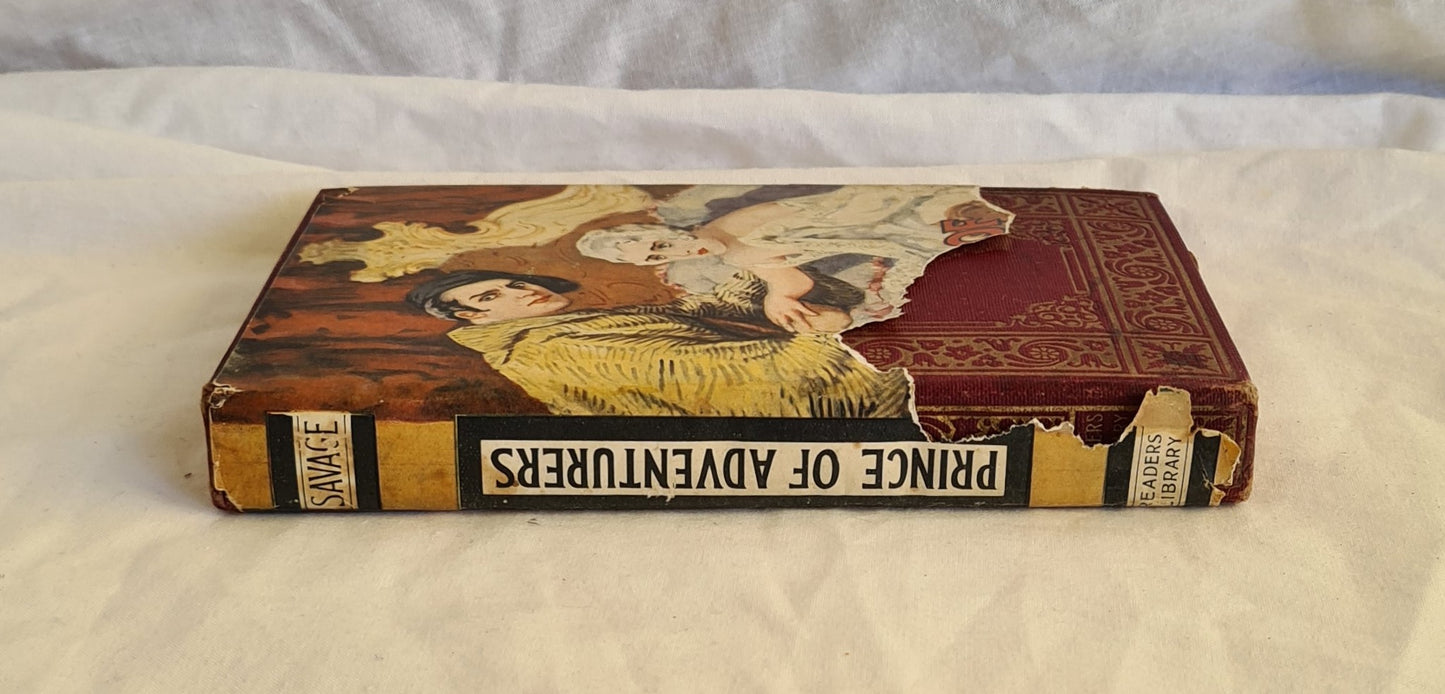 SAVAGE
PRINCE OF ADVENTURERS
READERS
LIBRARY